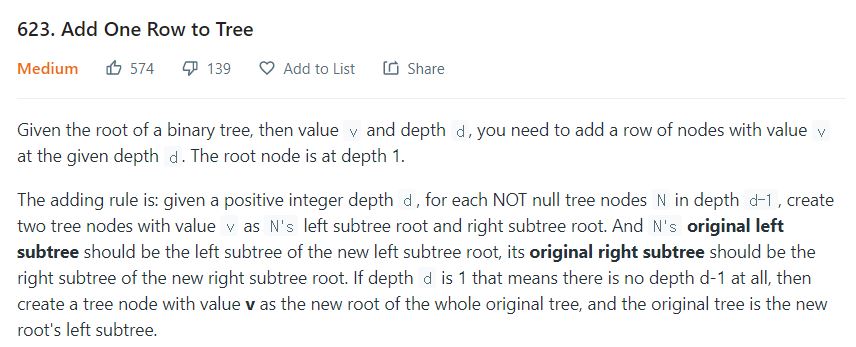 623. Add One Row to Tree
Medium 574 139 Add to List Share
Given the root of a binary tree, then value v and depth d, you need to add a row of nodes with value v
at the given depth d. The root node is at depth 1.
The adding rule is: given a positive integer depth d, for each NOT null tree nodes N in depth d-1, create
two tree nodes with value v as N's left subtree root and right subtree root. And N's original left
subtree should be the left subtree of the new left subtree root, its original right subtree should be the
right subtree of the new right subtree root. If depth d is 1 that means there is no depth d-1 at all, then
create a tree node with value v as the new root of the whole original tree, and the original tree is the new
root's left subtree.